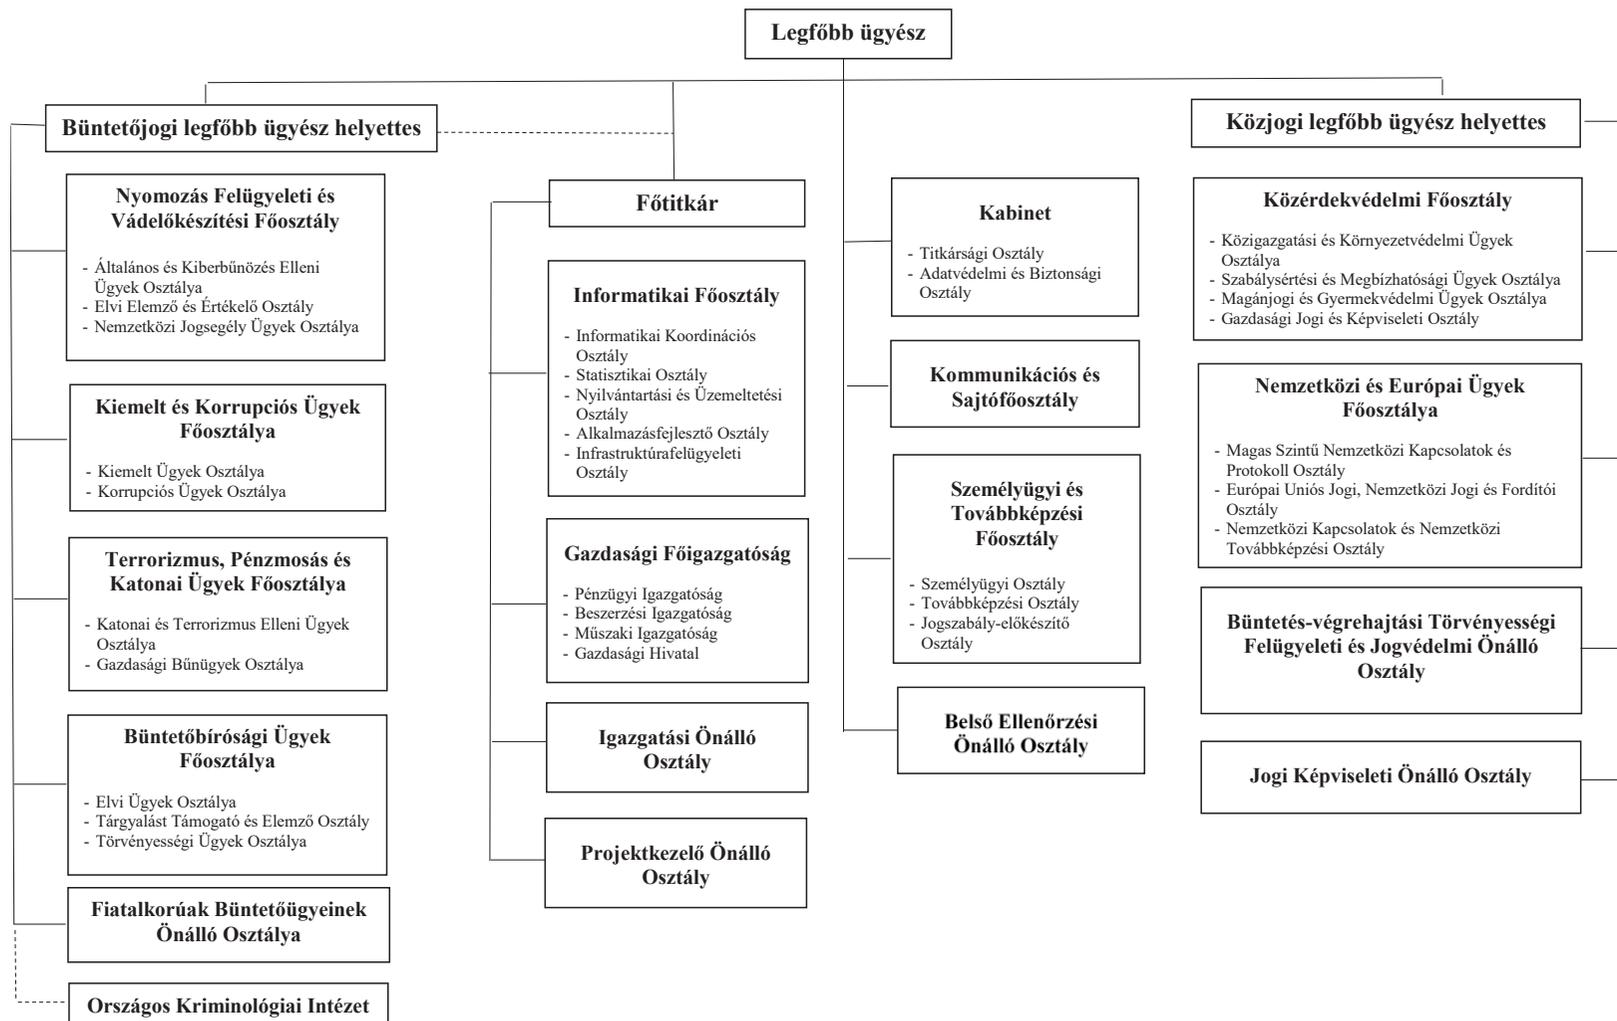 Legfőbb ügyész
Büntetőjogi legfőbb ügyész helyettes
Nyomozás Felügyeleti és
Vádelőkészítési Főosztály
- Általános és Kiberbűnözés Elleni
Ügyek Osztálya
- Elvi Elemző és Értékelő Osztály
- Nemzetközi Jogsegély Ügyek Osztálya
Kiemelt és Korrupciós Ügyek
Főosztálya
- Kiemelt Ügyek Osztálya
- Korrupciós Ügyek Osztálya
Terrorizmus, Pénzmosás és
Katonai Ügyek Főosztálya
- Katonai és Terrorizmus Elleni Ügyek
Osztálya
- Gazdasági Bűnügyek Osztálya
Büntetőbírósági Ügyek
Főosztálya
- Elvi Ügyek Osztálya
- Tárgyalást Támogató és Elemző Osztály
- Törvényességi Ügyek Osztálya
Fiatalkorúak Büntetőügyeinek
Önálló Osztálya
Országos Kriminológiai Intézet
Főtitkár
Informatikai Főosztály
- Informatikai Koordinációs
Osztály
- Statisztikai Osztály
- Nyilvántartási és Üzemeltetési
Osztály
- Alkalmazásfejlesztő Osztály
- Infrastruktúrafelügyeleti
Osztály
Gazdasági Főigazgatóság
- Pénzügyi Igazgatóság
- Beszerzési Igazgatóság
- Műszaki Igazgatóság
- Gazdasági Hivatal
Igazgatási Önálló
Osztály
Projektkezelő Önálló
Osztály
Kabinet
- Titkársági Osztály
- Adatvédelmi és Biztonsági
Osztály
Kommunikációs és
Sajtófőosztály
Személyügyi és
Továbbképzési
Főosztály
- Személyügyi Osztály
- Továbbképzési Osztály
- Jogszabály-előkészítő
Osztály
Belső Ellenőrzési
Önálló Osztály
Közjogi legfőbb ügyész helyettes
Közérdekvédelmi Főosztály
- Közigazgatási és Környezetvédelmi Ügyek
Osztálya
- Szabálysértési és Megbízhatósági Ügyek Osztálya
- Magánjogi és Gyermekvédelmi Ügyek Osztálya
- Gazdasági Jogi és Képviseleti Osztály
Nemzetközi és Európai Ügyek
Főosztálya
- Magas Szintű Nemzetközi Kapcsolatok és
Protokoll Osztály
- Európai Uniós Jogi, Nemzetközi Jogi és Fordítói
Osztály
- Nemzetközi Kapcsolatok és Nemzetközi
Továbbképzési Osztály
Büntetés-végrehajtási Törvényességi
Felügyeleti és Jogvédelmi Önálló
Osztály
Jogi Képviseleti Önálló Osztály